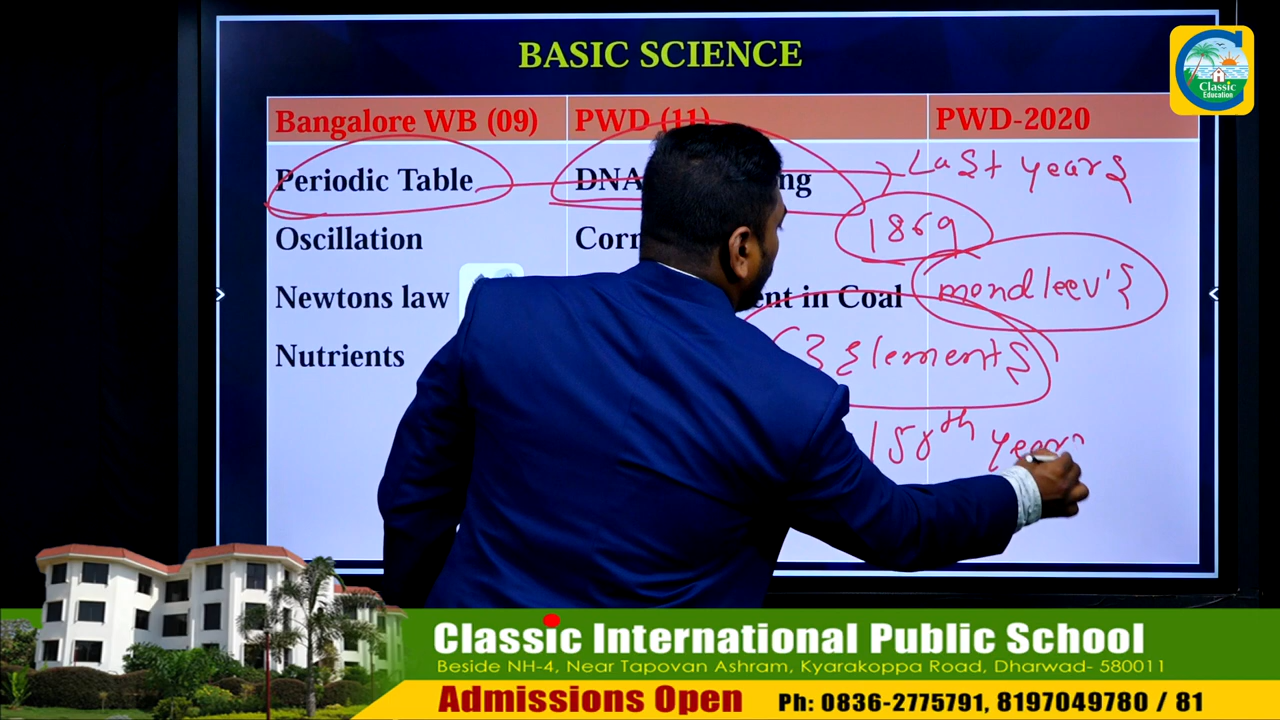 BASIC SCIENCE
Classic
Education
Bangalore WB (09) PWD (11) PWD-2020
Periodic Table DNA ng Last years
Oscillation 1869
Newtons law ent in Coal mendleev's
Nutrients 3 Elements
150th years
Classic International Public School
Beside NH-4, Near Tapovan Ashram, Kyarakoppa Road, Dharwad- 580011
Admissions Open Ph: 0836-2775791, 8197049780 / 81